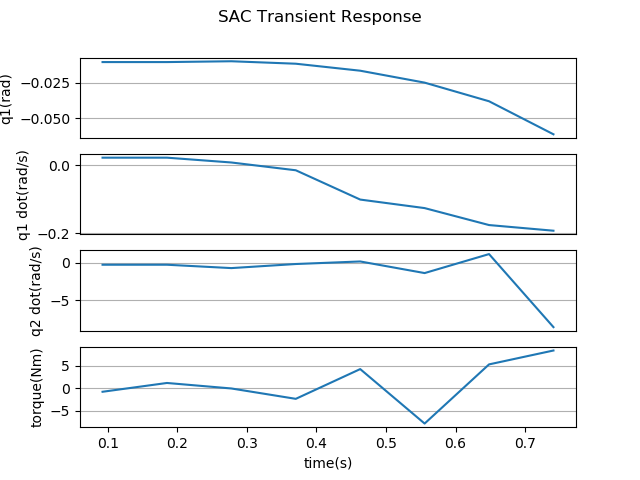 SAC Transient Response
q1(rad)
−0.025
−0.050
q1 dot(rad/s)
0.0
−0.2
q2 dot(rad/s)
0
−5
torque(Nm)
5
0
−5
0.1 0.2 0.3 0.4 0.5 0.6 0.7
time(s)